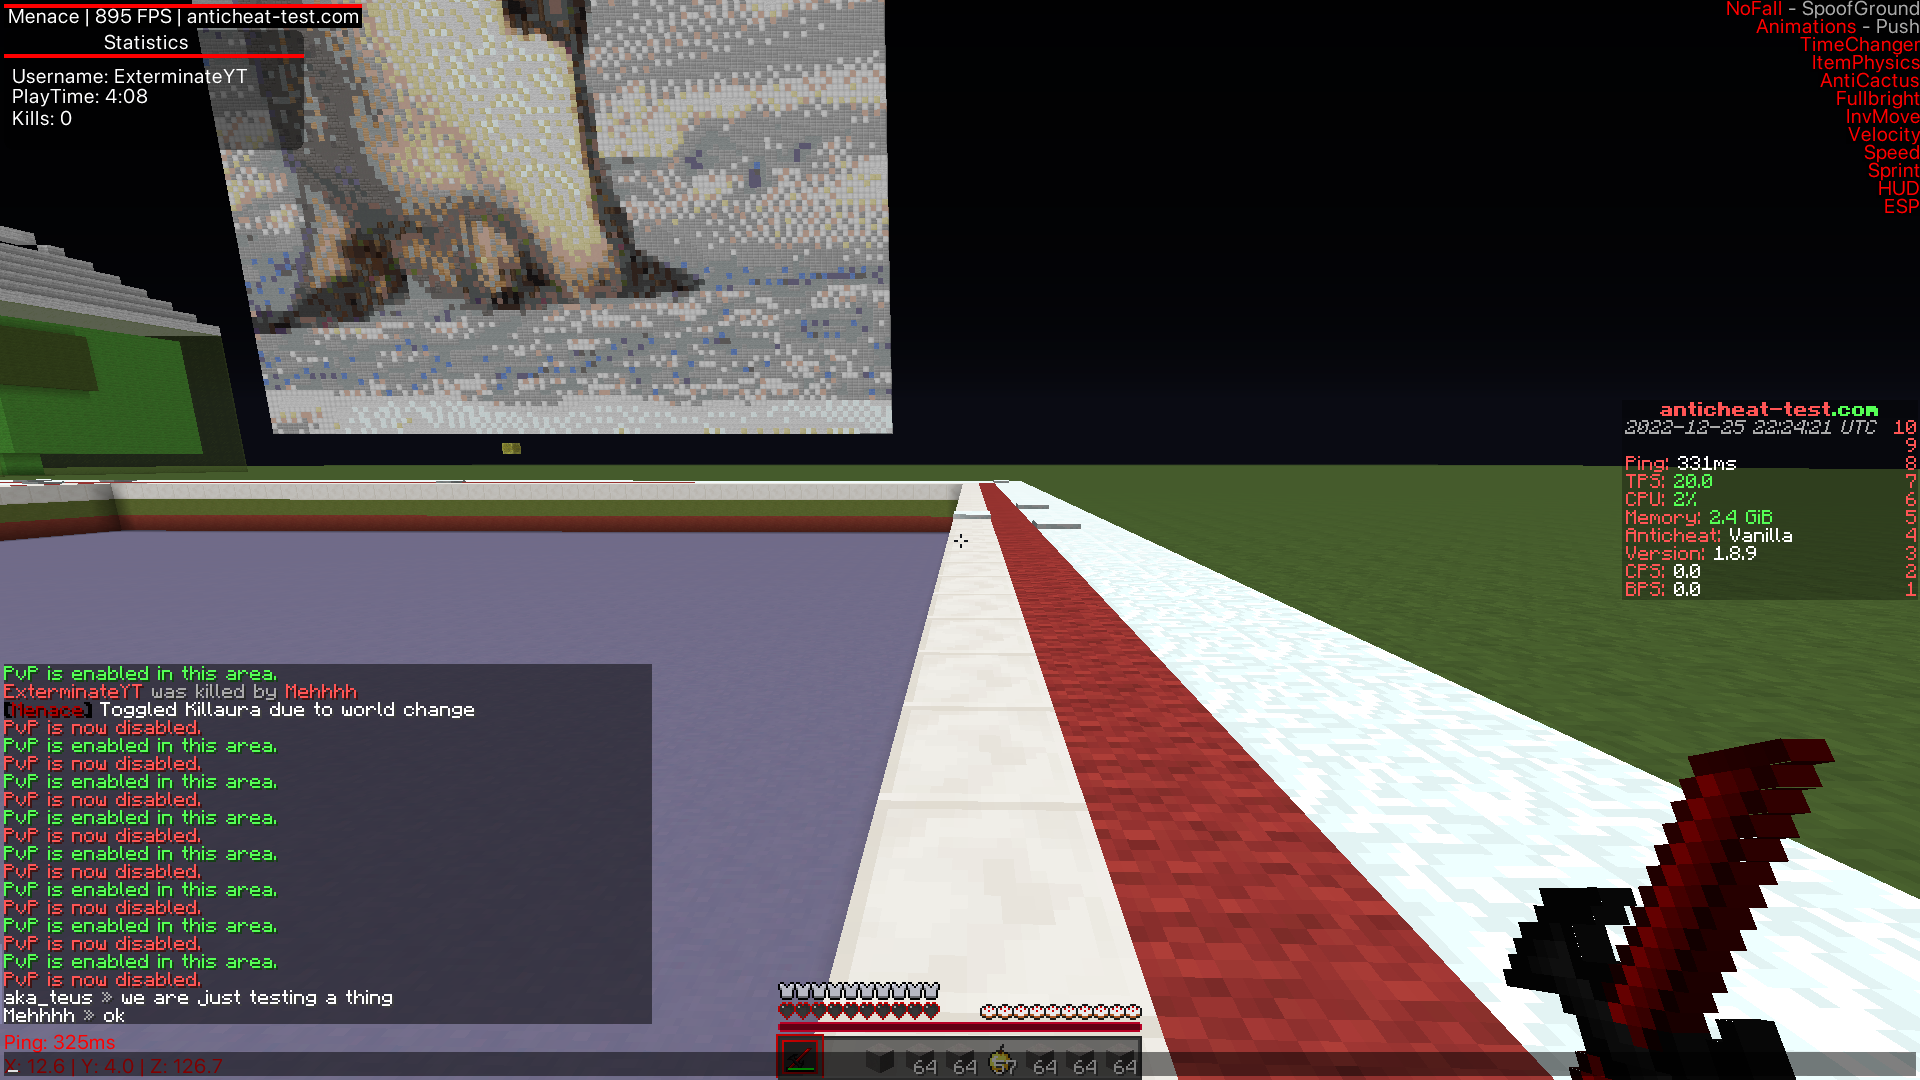 Menace | 895 FPS | anticheat-test.com
Statistics
Username: ExterminateYT
PlayTime: 4:08
Kills: 0
NoFall - SpoofGround
Animations - Push
TimeChanger
ItemPhysics
AntiCactus
Fullbright
InvMove
Velocity
Speed
Sprint
HUD
ESP
anticheat-test.com
2022-12-25 22:24:21 UTC 10
9
Ping: 331ms 8
TPS: 20.0 7
CPU: 2% 6
Memory: 2.4 GiB 5
Anticheat: Vanilla 4
Version: 1.8.9 3
CPS: 0.0 2
BPS: 0.0 1
PvP is enabled in this area.
ExterminateYT was killed by Mehhhh
[Menace] Toggled Killaura due to world change
PvP is now disabled.
PvP is enabled in this area.
PvP is now disabled.
PvP is enabled in this area.
PvP is now disabled.
PvP is enabled in this area.
PvP is now disabled.
PvP is enabled in this area.
PvP is now disabled.
PvP is enabled in this area.
PvP is now disabled.
PvP is enabled in this area.
PvP is now disabled.
PvP is enabled in this area.
PvP is now disabled.
aka_teus » we are just testing a thing
Mehhhh » ok
Ping: 325ms
X: 12.6 | Y: 4.0 | Z: 126.7
64 64 57 64 64 64